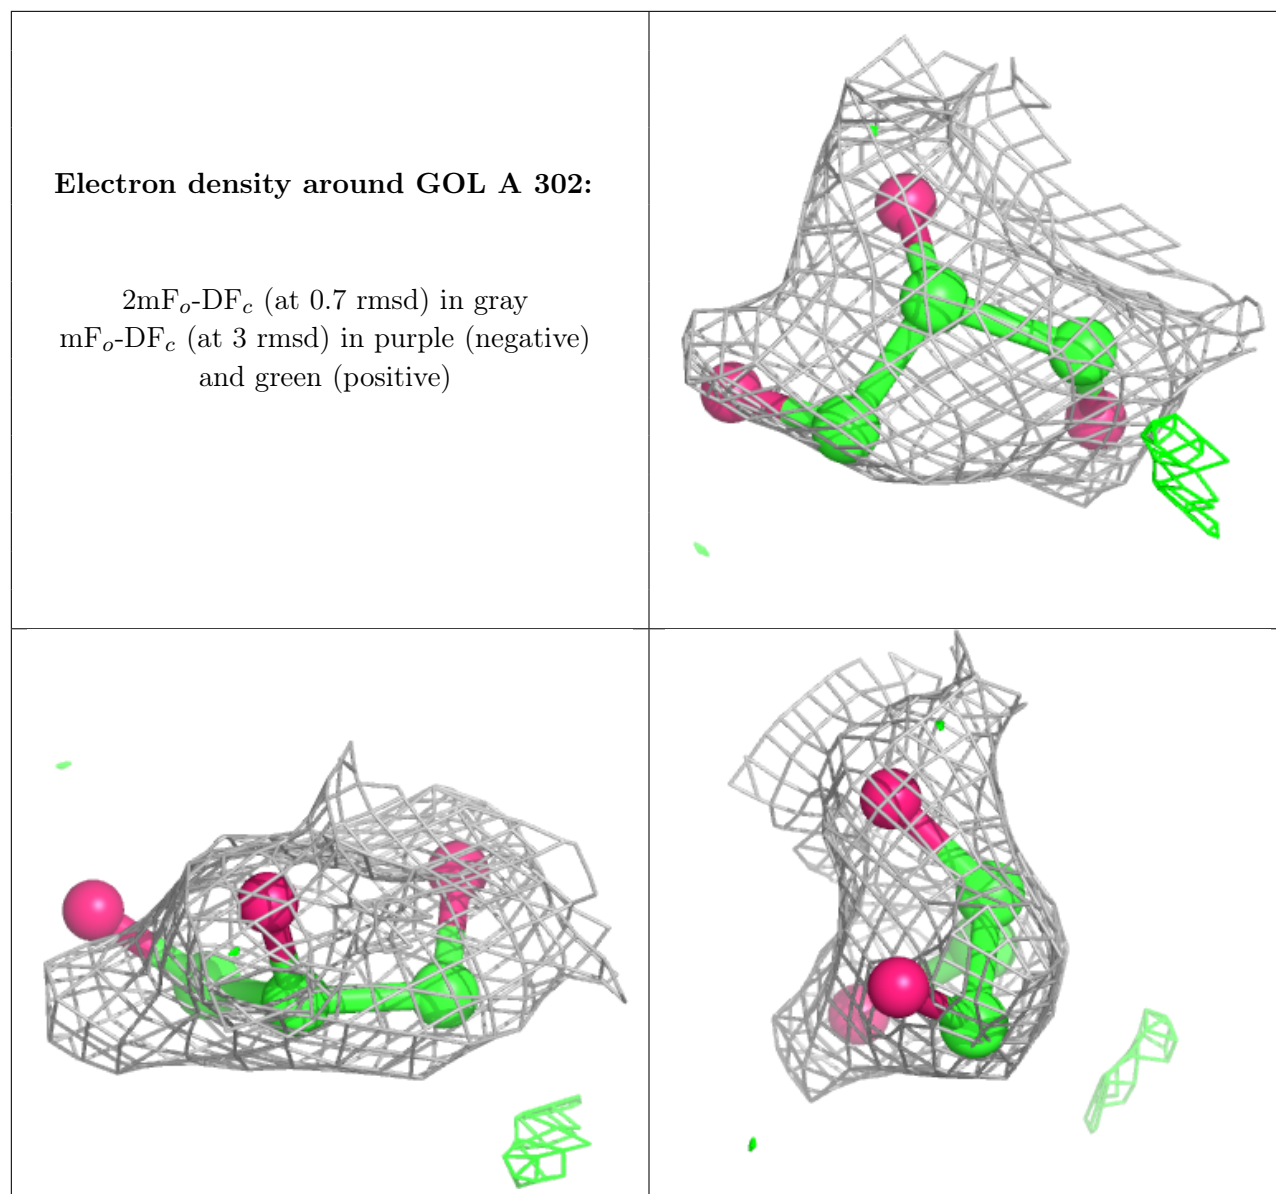 Electron density around GOL A 302:
2mFo-DFc (at 0.7 rmsd) in gray
mFo-DFc (at 3 rmsd) in purple (negative)
and green (positive)